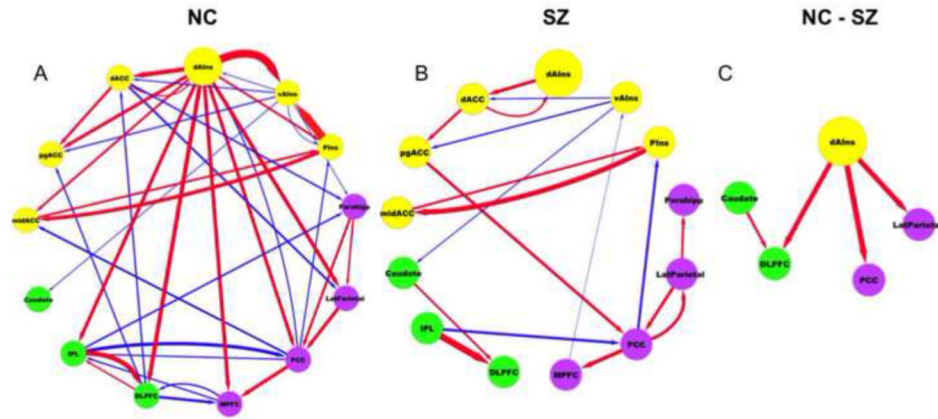 NC
SZ
NC - SZ
A
B
C
dAIns
dACC
vAIns
pgACC
PIns
midACC
Parahipp
Caudate
LatParietal
IPL
PCC
DLPFC
MPFC
dAIns
dACC
vAIns
pgACC
PIns
midACC
Parahipp
Caudate
LatParietal
IPL
PCC
DLPFC
MPFC
dAIns
Caudate
LatParietal
DLPFC
PCC